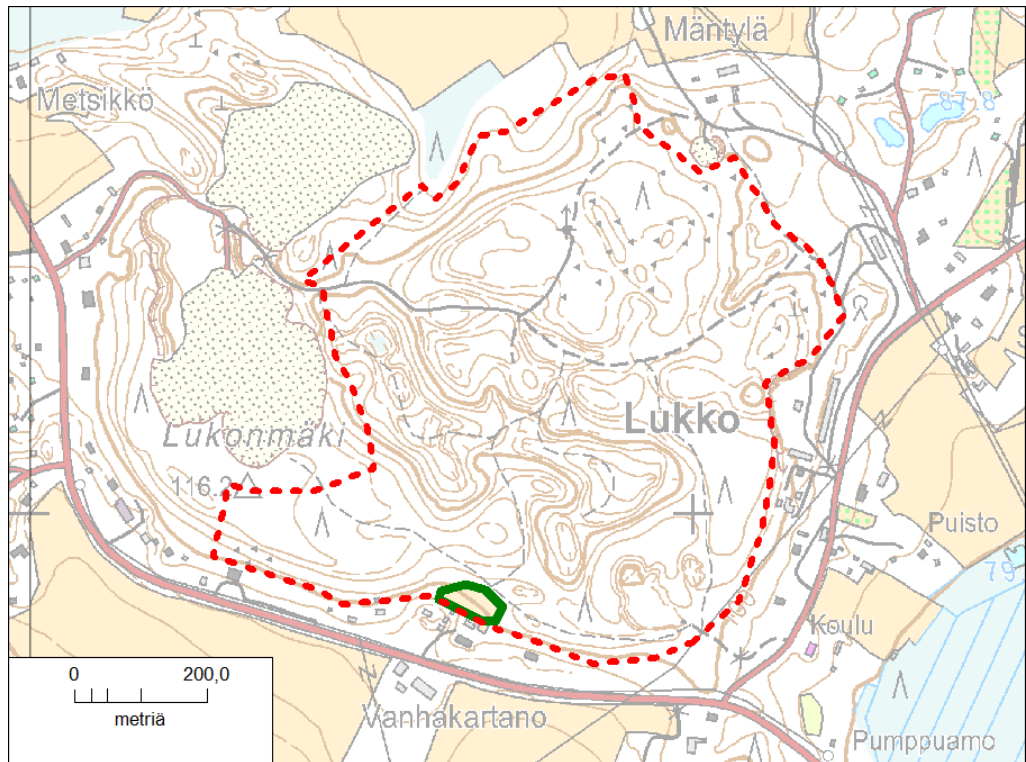 Mäntylä
Metsikkö
87.8
Lukko
Lukonmäki
116.2
Puisto
79
Koulu
0 200,0
metriä
Vanhakartano
Pumppuamo